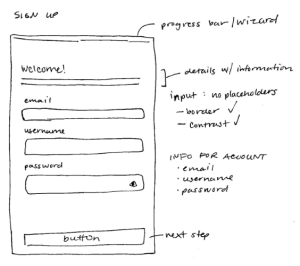 SIGN UP
progress bar/wizard
welcome!
details w/ information
email
input: no placeholders
- border ✓
- contrast ✓
username
password
INFO FOR ACCOUNT
· email
· username
· password
button
next step